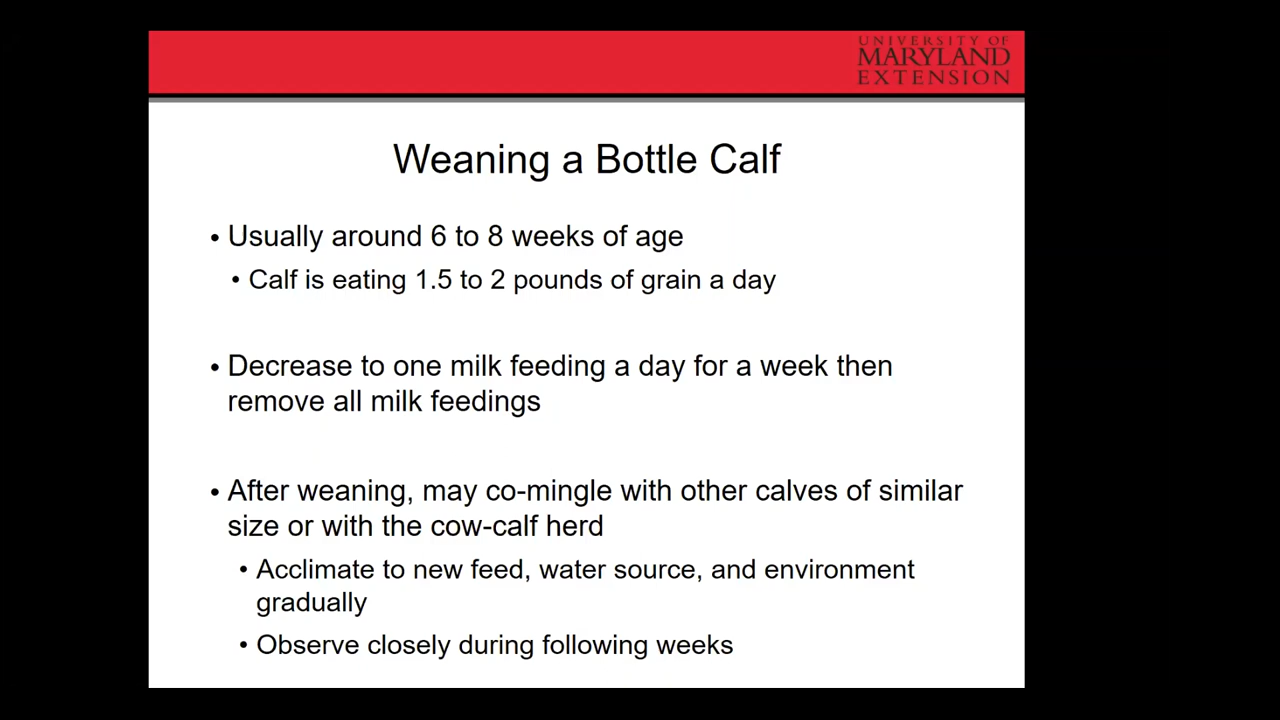 UNIVERSITY OF
MARYLAND
EXTENSION
Weaning a Bottle Calf
• Usually around 6 to 8 weeks of age
• Calf is eating 1.5 to 2 pounds of grain a day
• Decrease to one milk feeding a day for a week then
remove all milk feedings
• After weaning, may co-mingle with other calves of similar
size or with the cow-calf herd
• Acclimate to new feed, water source, and environment
gradually
• Observe closely during following weeks